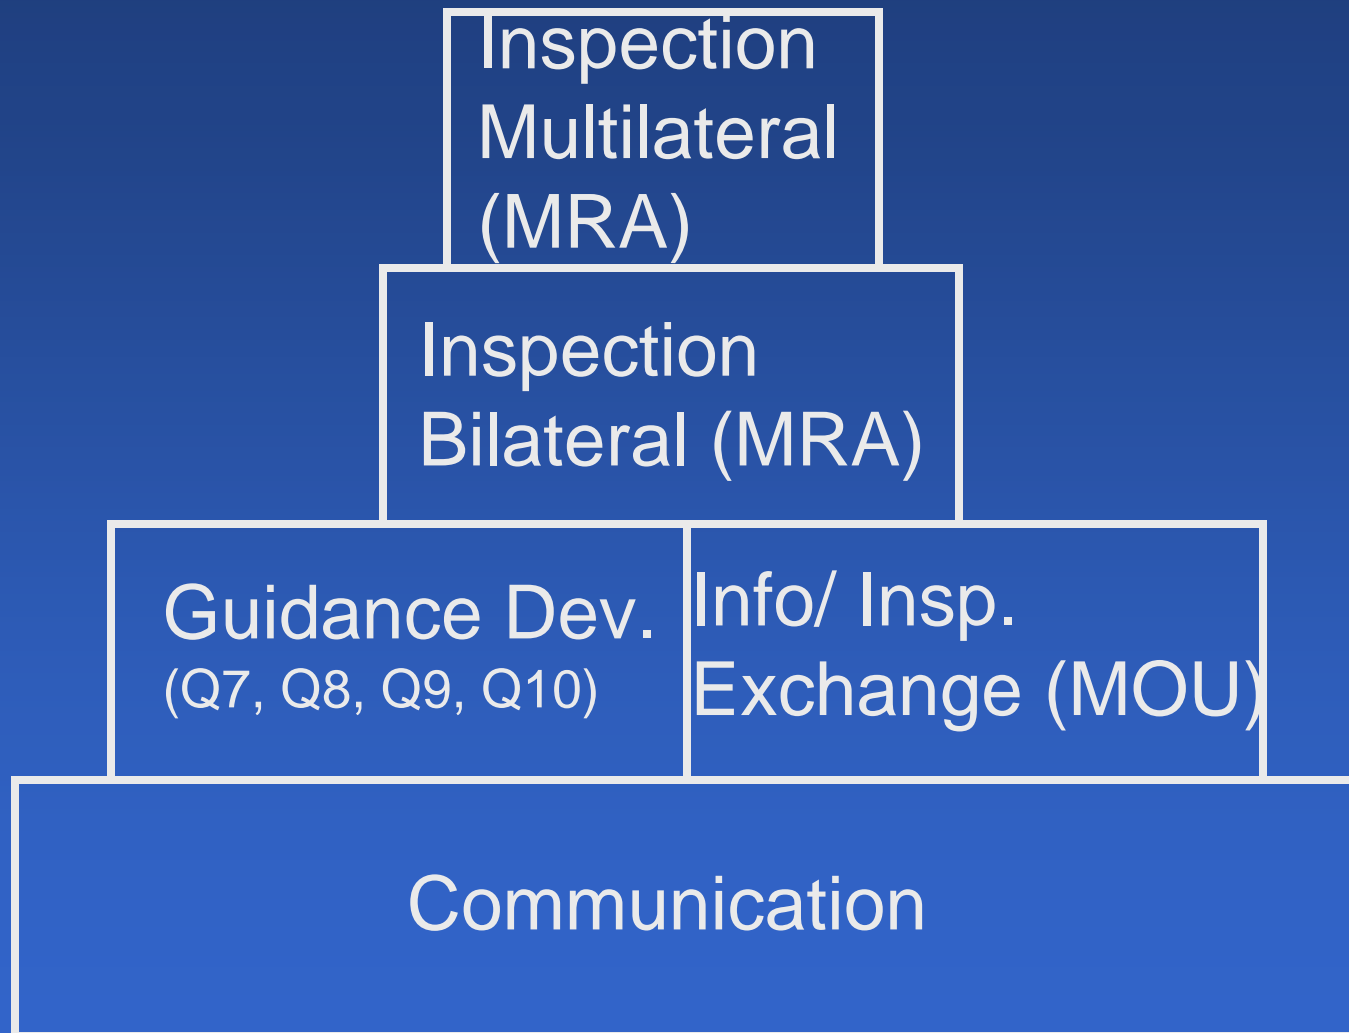 Inspection
Multilateral
(MRA)
Inspection
Bilateral (MRA)
Guidance Dev.
(Q7, Q8, Q9, Q10)
Info/ Insp.
Exchange (MOU)
Communication